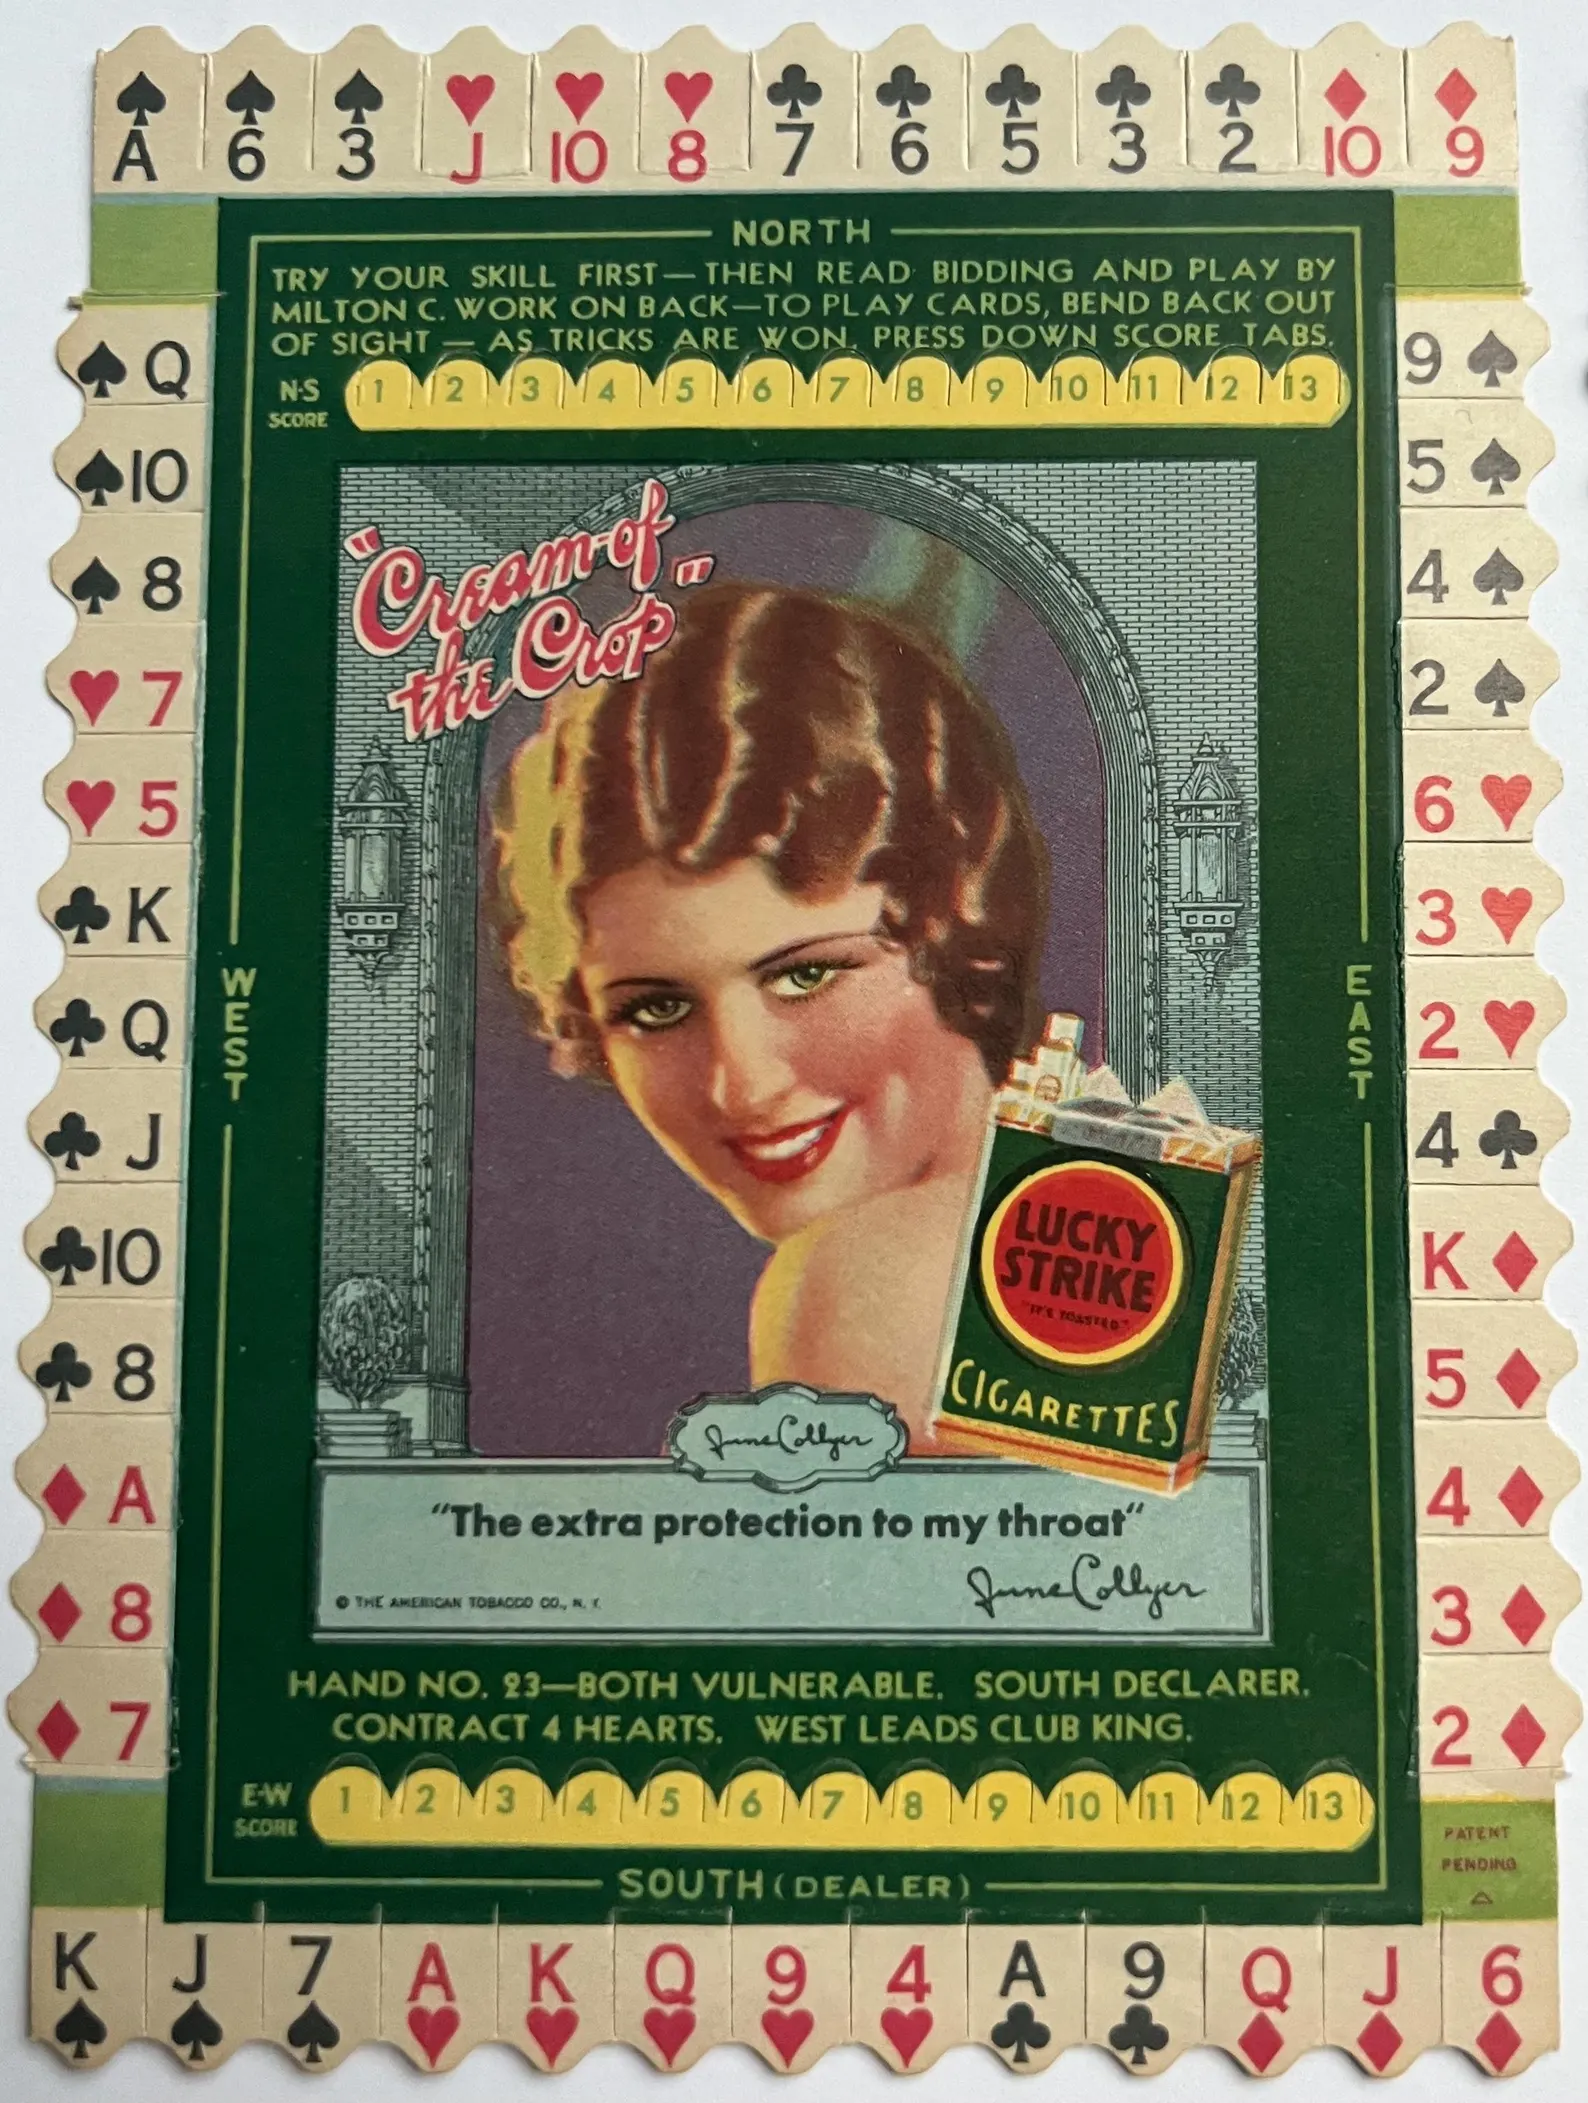 A 6 3 J 10 8 7 6 5 3 2 10 9
NORTH
TRY YOUR SKILL FIRST—THEN READ BIDDING AND PLAY BY
MILTON C. WORK ON BACK—TO PLAY CARDS, BEND BACK OUT
OF SIGHT — AS TRICKS ARE WON, PRESS DOWN SCORE TABS.
N-S
SCORE
1 2 3 4 5 6 7 8 9 10 11 12 13
Q
10
8
7
5
K
Q
J
10
8
A
8
7
WEST
"Cream of
the Crop"
LUCKY
STRIKE
"IT'S TOASTED"
CIGARETTES
June Collyer
"The extra protection to my throat"
June Collyer
© THE AMERICAN TOBACCO CO., N. Y.
EAST
9
5
4
2
6
3
2
4
K
5
4
3
2
HAND NO. 23—BOTH VULNERABLE. SOUTH DECLARER.
CONTRACT 4 HEARTS. WEST LEADS CLUB KING.
E-W
SCORE
1 2 3 4 5 6 7 8 9 10 11 12 13
SOUTH (DEALER)
PATENT
PENDING
K J 7 A K Q 9 4 A 9 Q J 6